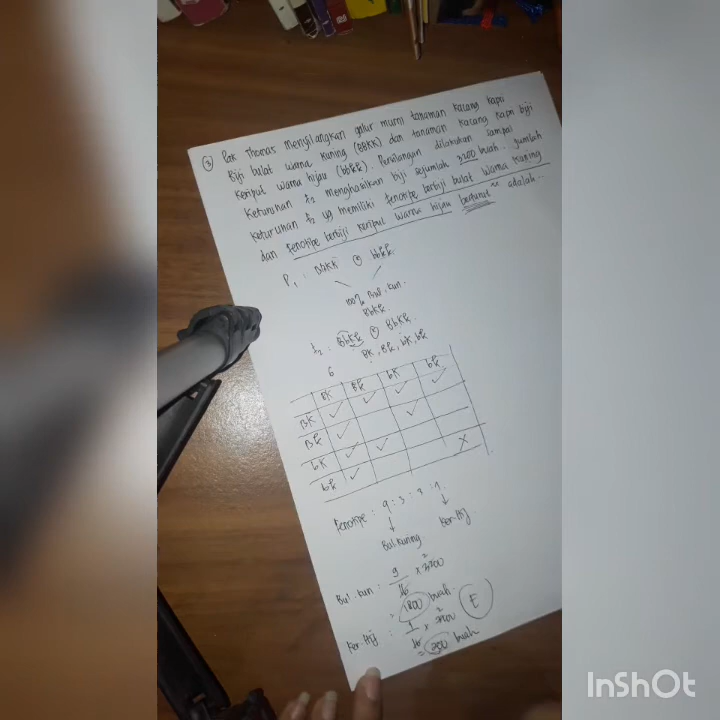 ③ Pak Thomas menyilangkan galur murni tanaman kacang kapri
Biji bulat warna kuning (BBKK) dan tanaman kacang kapri biji
keriput warna hijau (bbkk). Persilangan dilakukan sampai
keturunan f2 menghasilkan biji sejumlah 3200 buah. Jumlah
keturunan f2 yg memiliki fenotipe berbiji bulat warna kuning
dan fenotipe berbiji keriput warna hijau berturut² adalah..
P1 : BBKK × bbkk
100% Bul.kun.
BbKk
f2 : BbKk × BbKk
6 BK, Bk, bK, bk
BK Bk bK bk
BK ✓ ✓ ✓ ✓
Bk ✓ ✓
bK ✓ ✓
bk ✓ X
Fenotipe : 9 : 3 : 3 : 1
Bul.kuning Ker.Hij
Bul.kun : 9/16 × 3200
= 1800 buah.
Ker.Hij : 1/16 × 3200 E
= 200 buah
InShOt